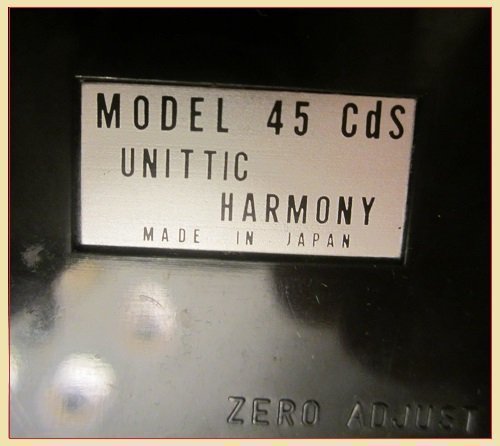 MODEL 45 CdS
UNITTIC
HARMONY
MADE IN JAPAN
ZERO ADJUST